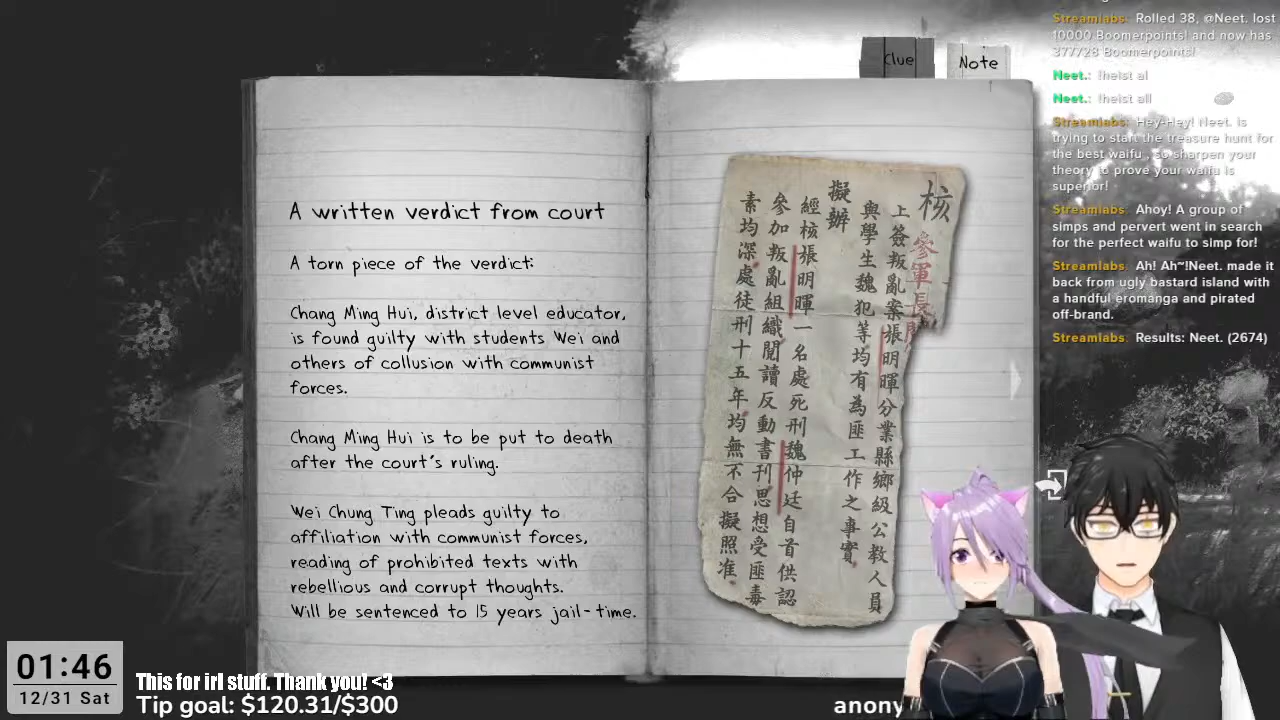 Clue
Note
A written verdict from court
A torn piece of the verdict:
Chang Ming Hui, district level educator,
is found guilty with students Wei and
others of collusion with communist
forces.
Chang Ming Hui is to be put to death
after the court's ruling.
Wei Chung Ting pleads guilty to
affiliation with communist forces,
reading of prohibited texts with
rebellious and corrupt thoughts.
Will be sentenced to 15 years jail-time.
核
參軍長閱
上簽叛亂案張明暉分業縣鄉級公教人員
與學生魏犯等均有為匪工作之事實
擬辦
經核張明暉一名處死刑魏仲廷自首供認
參加叛亂組織閱讀反動書刊思想受匪毒
素均深處徒刑十五年均無不合擬照准
Streamlabs: Rolled 38, @Neet. lost
10000 Boomerpoints! and now has
377728 Boomerpoints!
Neet.: !heist al
Neet.: !heist all
Streamlabs: Hey-Hey! Neet. is
trying to start the treasure hunt for
the best waifu , so sharpen your
theory to prove your waifu is
superior!
Streamlabs: Ahoy! A group of
simps and pervert went in search
for the perfect waifu to simp for!
Streamlabs: Ah! Ah~!Neet. made it
back from ugly bastard island with
a handful eromanga and pirated
off-brand.
Streamlabs: Results: Neet. (2674)
01:46
12/31 Sat
This for irl stuff. Thank you! <3
Tip goal: $120.31/$300
anony